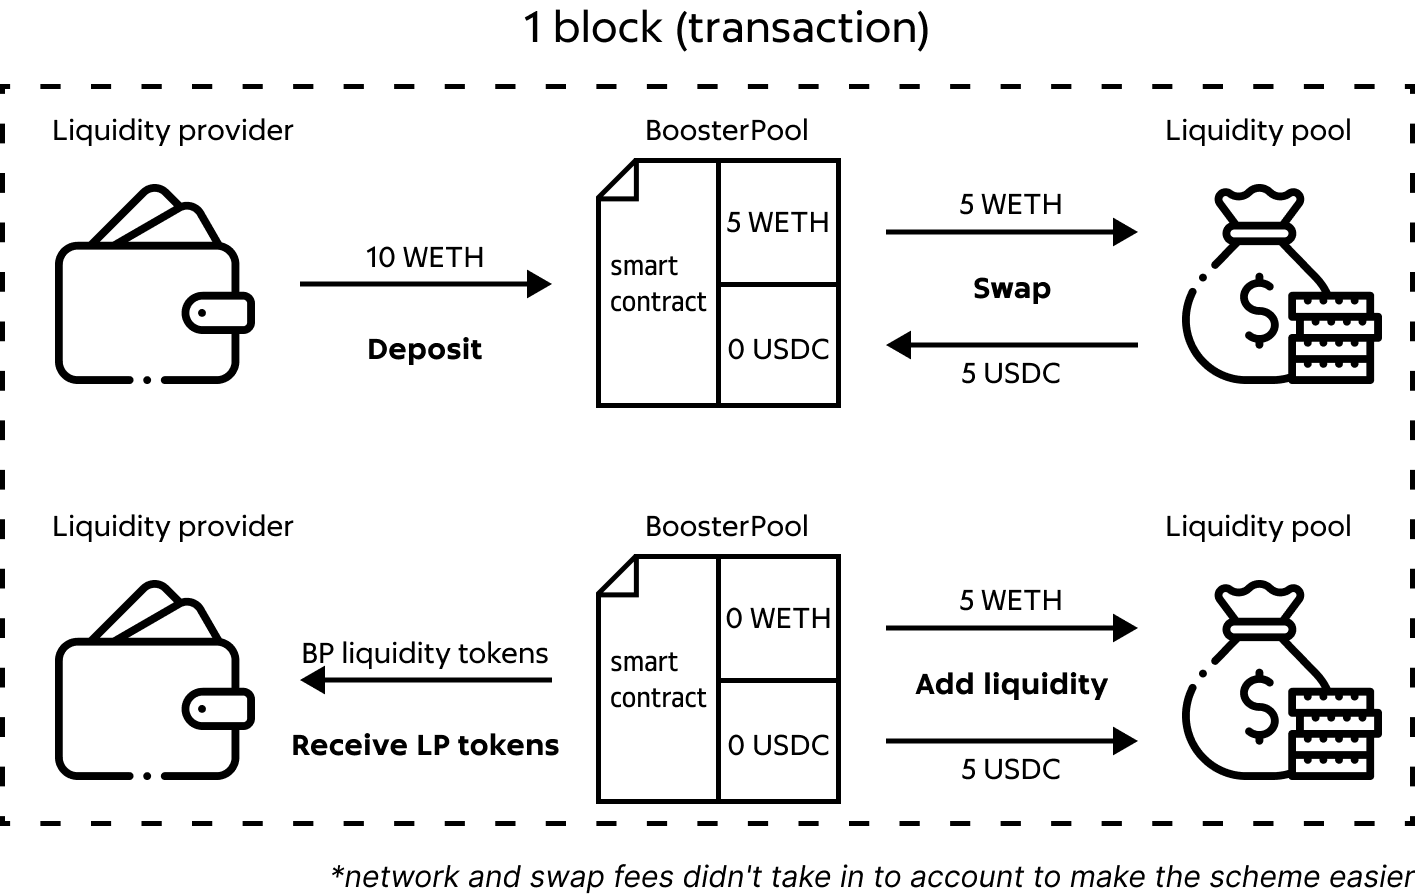 1 block (transaction)
Liquidity provider
BoosterPool
Liquidity pool
10 WETH
Deposit
smart
contract
5 WETH
0 USDC
5 WETH
Swap
5 USDC
$
Liquidity provider
BoosterPool
Liquidity pool
BP liquidity tokens
Receive LP tokens
smart
contract
0 WETH
0 USDC
5 WETH
Add liquidity
5 USDC
$
*network and swap fees didn't take in to account to make the scheme easier